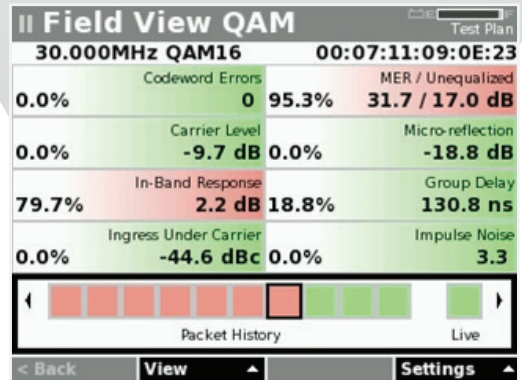 Field View QAM
E F
Test Plan
30.000MHz QAM16 00:07:11:09:0E:23
Codeword Errors
0.0% 0
MER / Unequalized
95.3% 31.7 / 17.0 dB
Carrier Level
0.0% -9.7 dB
Micro-reflection
0.0% -18.8 dB
In-Band Response
79.7% 2.2 dB
Group Delay
18.8% 130.8 ns
Ingress Under Carrier
0.0% -44.6 dBc
Impulse Noise
0.0% 3.3
Packet History Live
< Back View Settings